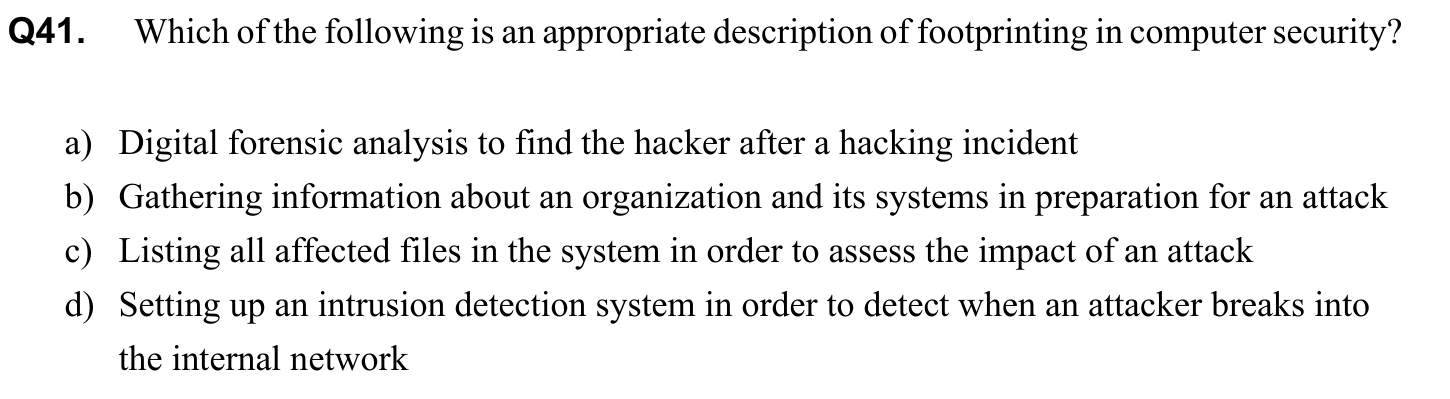 Q41. Which of the following is an appropriate description of footprinting in computer security?
a) Digital forensic analysis to find the hacker after a hacking incident
b) Gathering information about an organization and its systems in preparation for an attack
c) Listing all affected files in the system in order to assess the impact of an attack
d) Setting up an intrusion detection system in order to detect when an attacker breaks into
the internal network